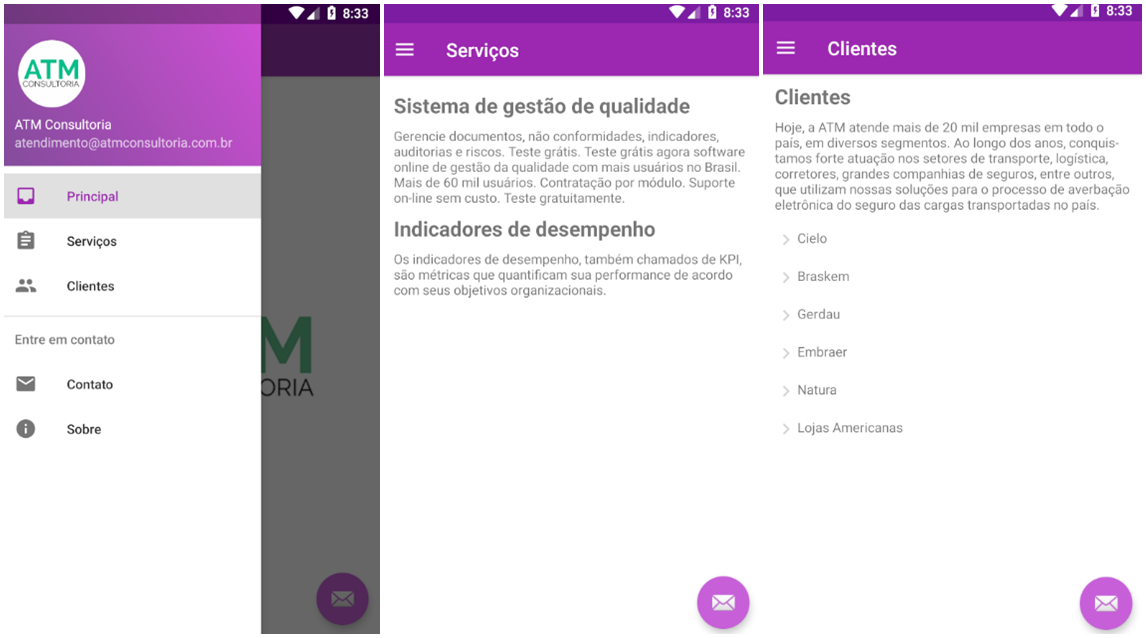 8:33
ATM
CONSULTORIA
ATM Consultoria
atendimento@atmconsultoria.com.br
Principal
Serviços
Clientes
Entre em contato
Contato
Sobre
M
ORIA
8:33
Serviços
Sistema de gestão de qualidade
Gerencie documentos, não conformidades, indicadores,
auditorias e riscos. Teste grátis. Teste grátis agora software
online de gestão da qualidade com mais usuários no Brasil.
Mais de 60 mil usuários. Contratação por módulo. Suporte
on-line sem custo. Teste gratuitamente.
Indicadores de desempenho
Os indicadores de desempenho, também chamados de KPI,
são métricas que quantificam sua performance de acordo
com seus objetivos organizacionais.
8:33
Clientes
Clientes
Hoje, a ATM atende mais de 20 mil empresas em todo o
país, em diversos segmentos. Ao longo dos anos, conquis-
tamos forte atuação nos setores de transporte, logística,
corretores, grandes companhias de seguros, entre outros,
que utilizam nossas soluções para o processo de averbação
eletrônica do seguro das cargas transportadas no país.
Cielo
Braskem
Gerdau
Embraer
Natura
Lojas Americanas